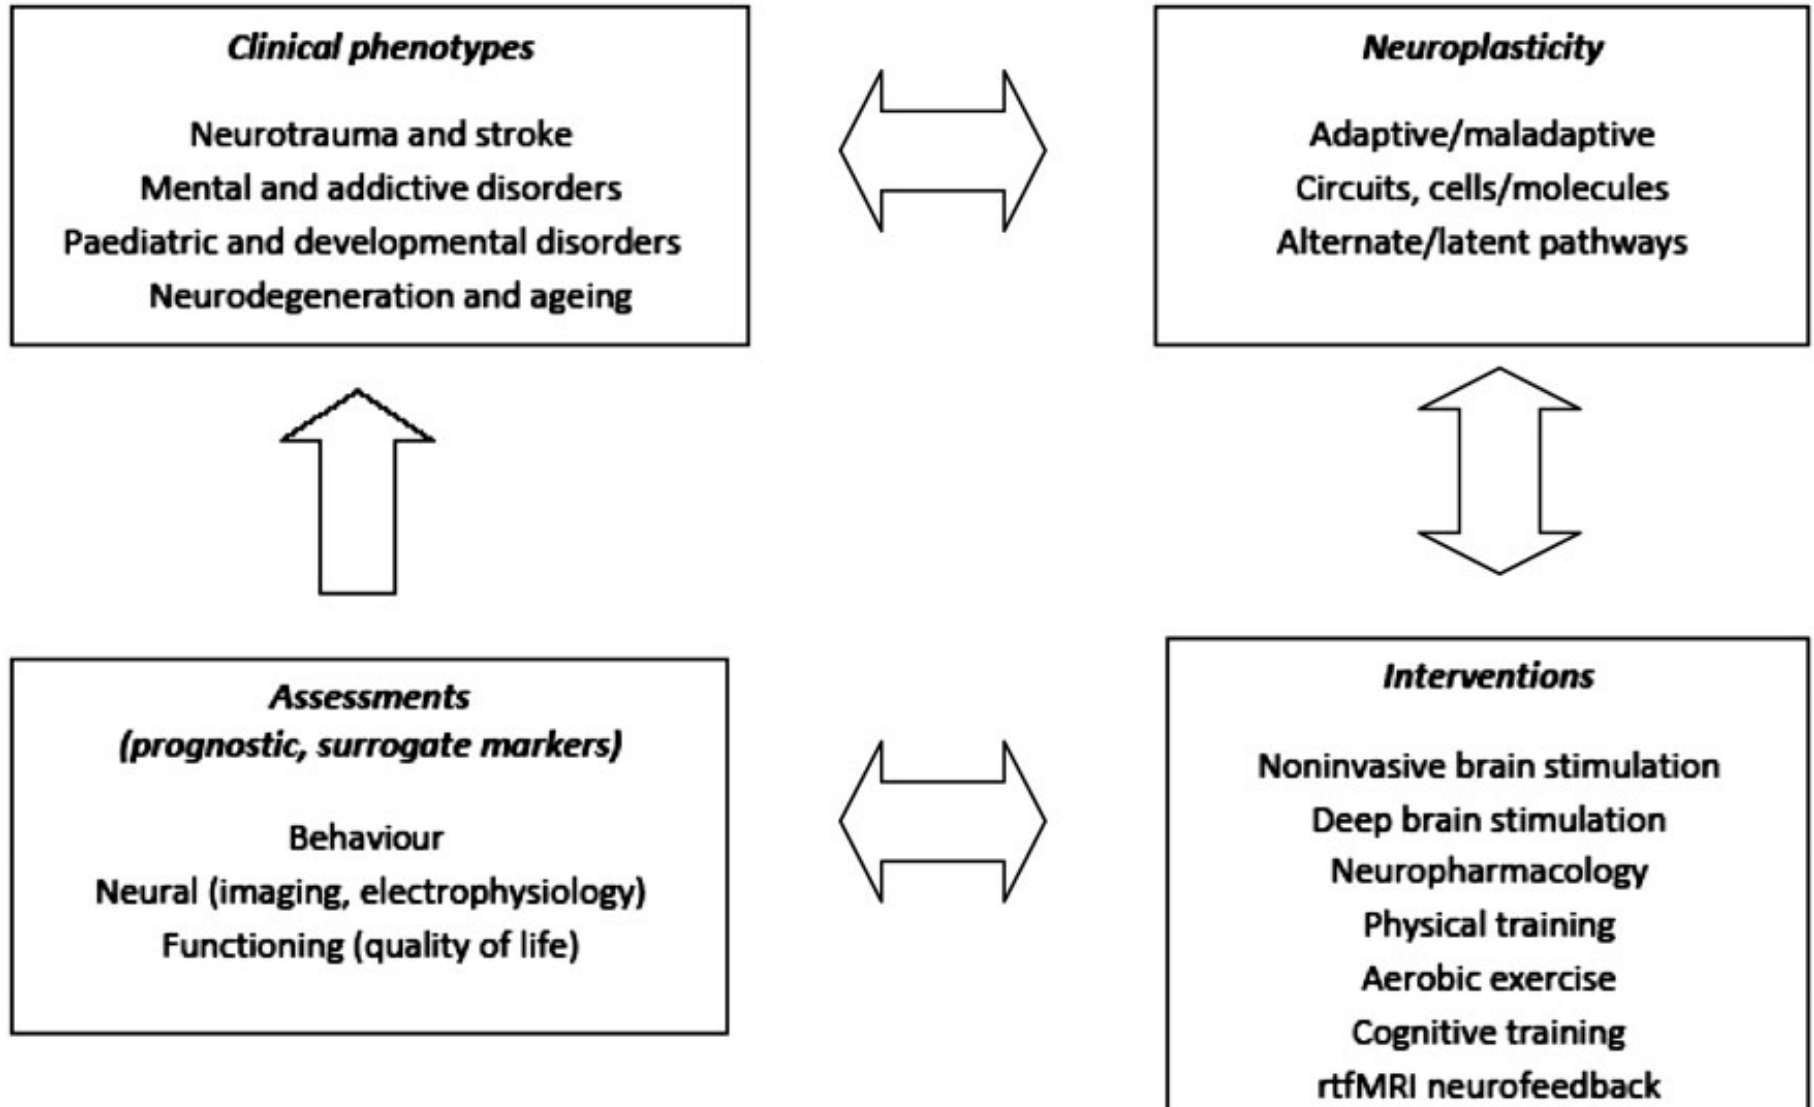 Clinical phenotypes
Neurotrauma and stroke
Mental and addictive disorders
Paediatric and developmental disorders
Neurodegeneration and ageing
Neuroplasticity
Adaptive/maladaptive
Circuits, cells/molecules
Alternate/latent pathways
Assessments
(prognostic, surrogate markers)
Behaviour
Neural (imaging, electrophysiology)
Functioning (quality of life)
Interventions
Noninvasive brain stimulation
Deep brain stimulation
Neuropharmacology
Physical training
Aerobic exercise
Cognitive training
rtfMRI neurofeedback